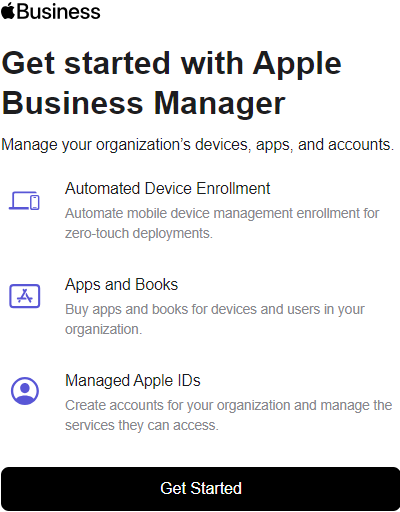 Business
Get started with Apple
Business Manager
Manage your organization’s devices, apps, and accounts.
Automated Device Enrollment
Automate mobile device management enrollment for
zero-touch deployments.
Apps and Books
Buy apps and books for devices and users in your
organization.
Managed Apple IDs
Create accounts for your organization and manage the
services they can access.
Get Started